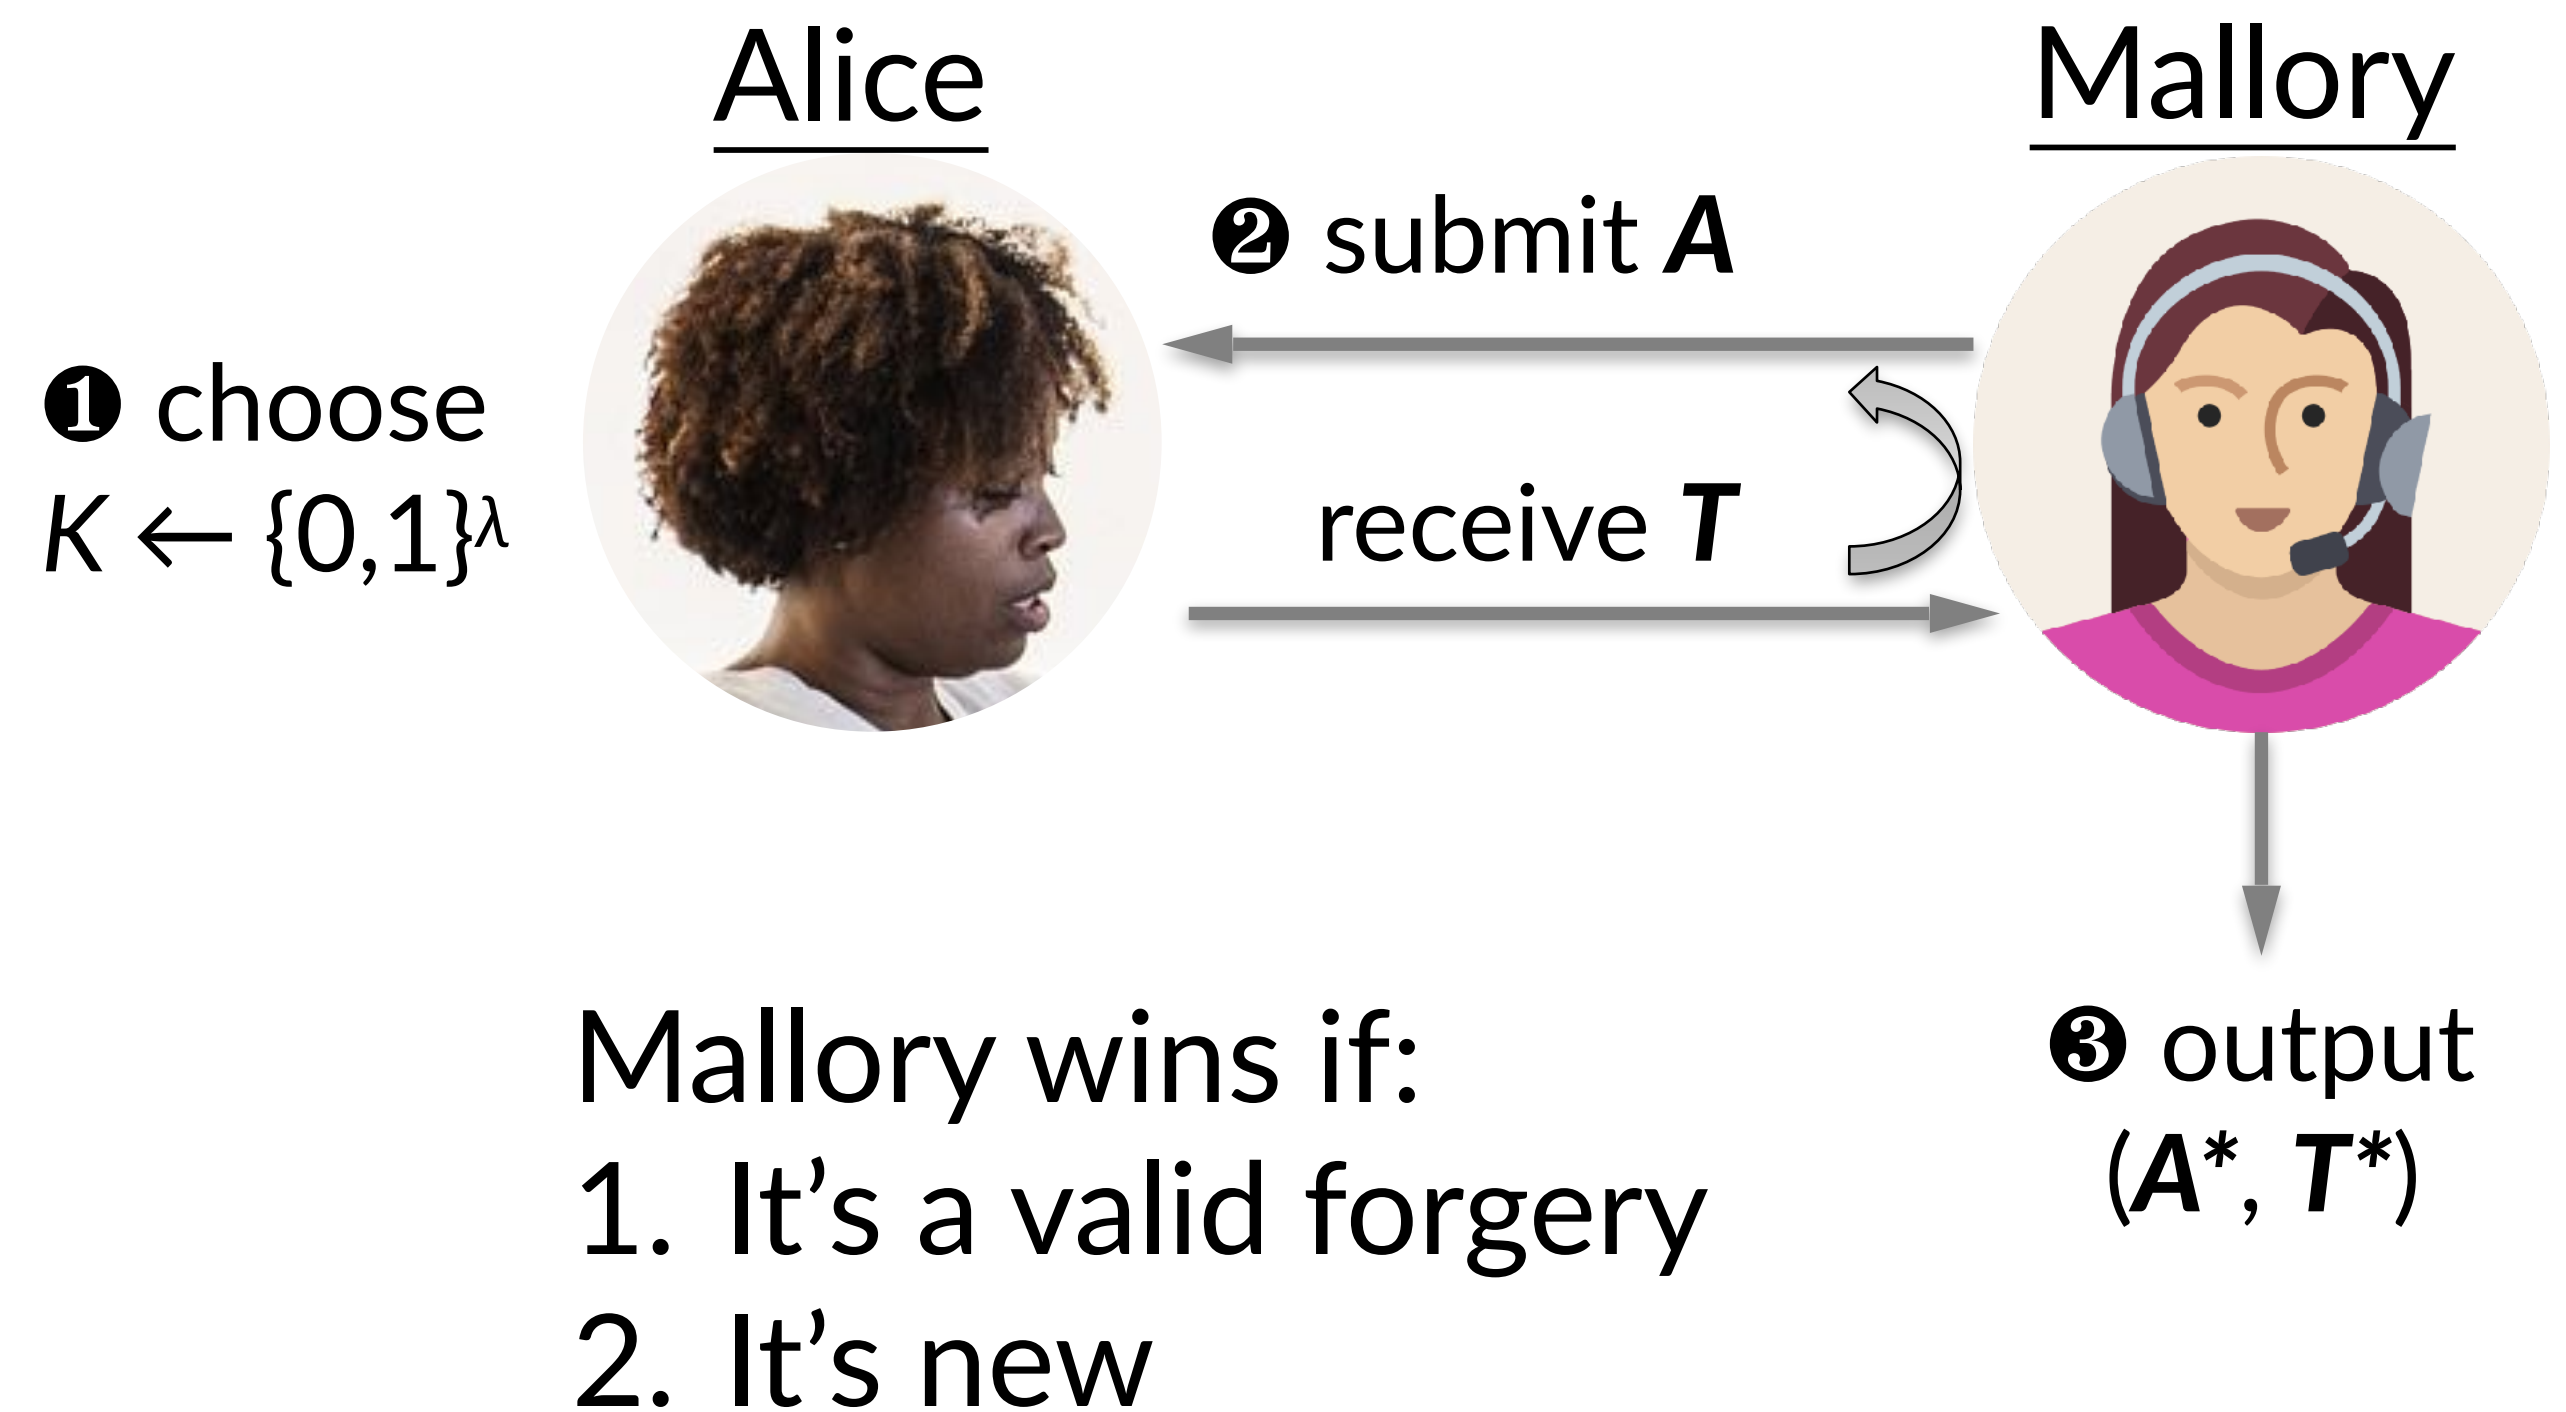 Alice
Mallory
❷ submit A
❶ choose
K ← {0,1}^λ
receive T
❸ output
(A*, T*)
Mallory wins if:
1. It’s a valid forgery
2. It’s new